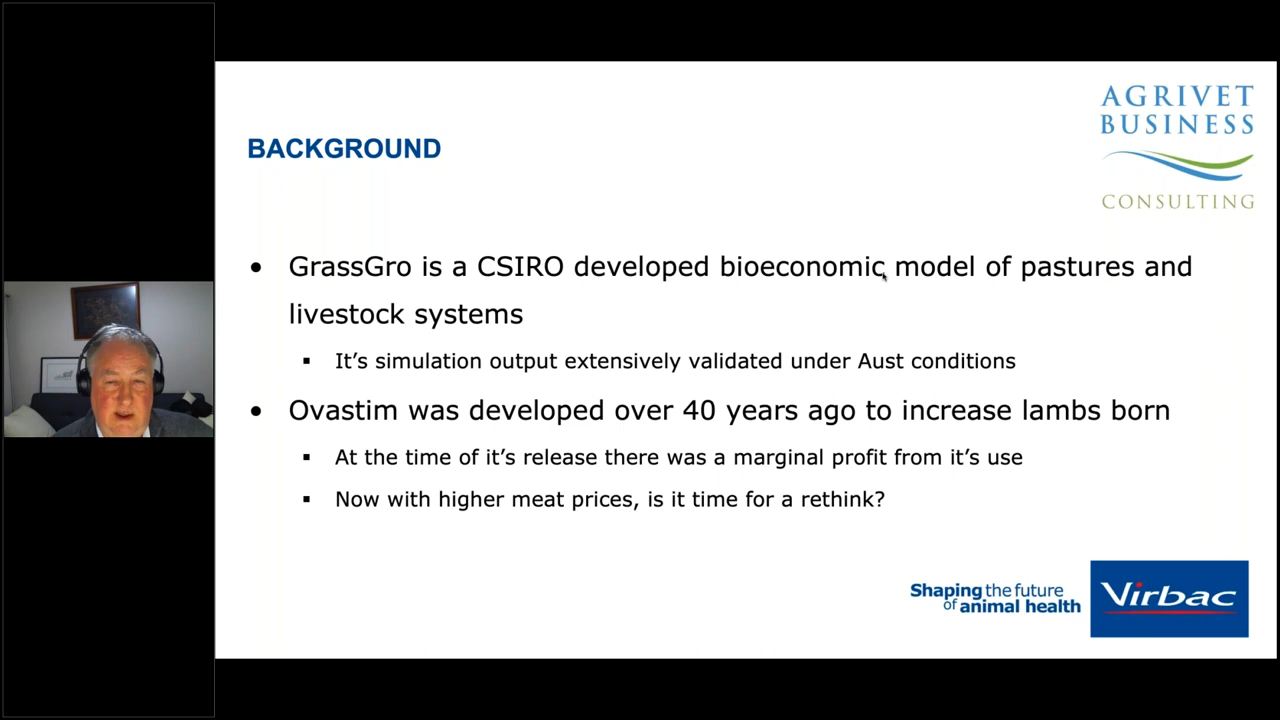 AGRIVET
BUSINESS
CONSULTING
BACKGROUND
• GrassGro is a CSIRO developed bioeconomic model of pastures and
livestock systems
▪ It’s simulation output extensively validated under Aust conditions
• Ovastim was developed over 40 years ago to increase lambs born
▪ At the time of it’s release there was a marginal profit from it’s use
▪ Now with higher meat prices, is it time for a rethink?
Shaping the future
of animal health
Virbac